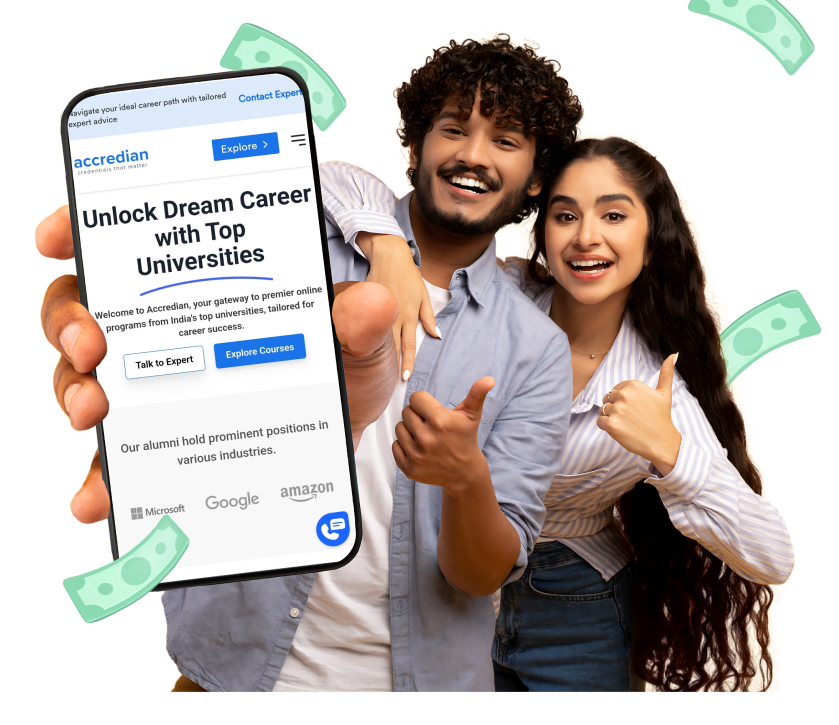 Navigate your ideal career path with tailored
expert advice
Contact Expert
accredian
credentials that matter
Explore
Unlock Dream Career
with Top
Universities
Welcome to Accredian, your gateway to premier online
programs from India's top universities, tailored for
career success.
Talk to Expert
Explore Courses
Our alumni hold prominent positions in
various industries.
Microsoft
Google
amazon